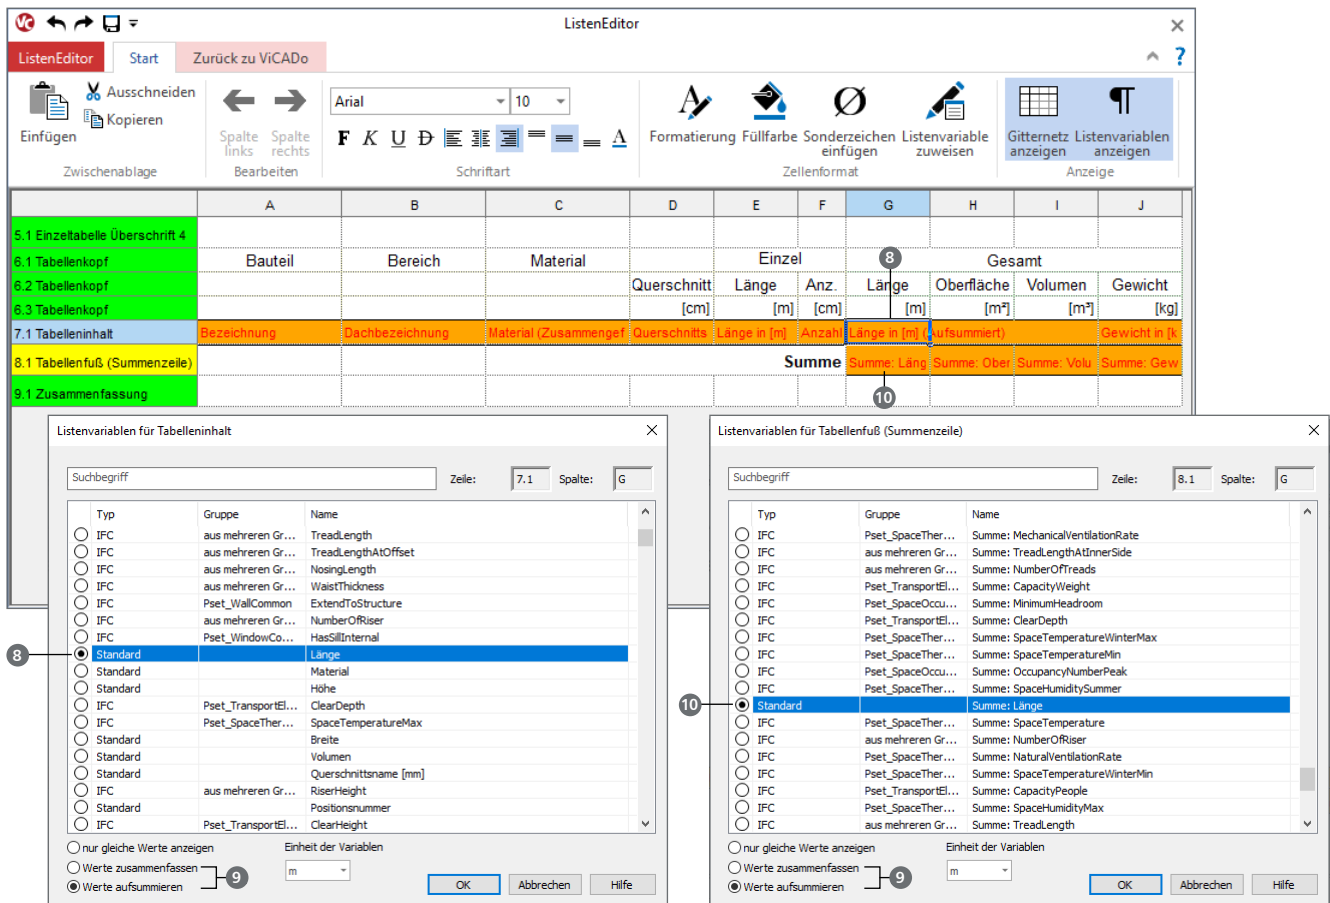 ListenEditor
ListenEditor Start Zurück zu ViCADo
Einfügen
Ausschneiden
Kopieren
Zwischenablage
Spalte links
Spalte rechts
Bearbeiten
Arial 10
F K U D A
Schriftart
Formatierung Füllfarbe Sonderzeichen einfügen Listenvariable zuweisen
Zellenformat
Gitternetz anzeigen Listenvariablen anzeigen
Anzeige
A B C D E F G H I J
5.1 Einzeltabelle Überschrift 4
6.1 Tabellenkopf Bauteil Bereich Material Einzel 8 Gesamt
6.2 Tabellenkopf Querschnitt Länge Anz. Länge Oberfläche Volumen Gewicht
6.3 Tabellenkopf [cm] [m] [cm] [m] [m²] [m³] [kg]
7.1 Tabelleninhalt Bezeichnung Dachbezeichnung Material (Zusammengef Querschnitts Länge in [m] Anzahl Länge in [m] (Aufsummiert) Gewicht in [k
8.1 Tabellenfuß (Summenzeile) Summe Summe: Läng Summe: Ober Summe: Volu Summe: Gew
9.1 Zusammenfassung 10
Listenvariablen für Tabelleninhalt
Suchbegriff Zeile: 7.1 Spalte: G
Typ Gruppe Name
IFC aus mehreren Gr... TreadLength
IFC aus mehreren Gr... TreadLengthAtOffset
IFC aus mehreren Gr... NosingLength
IFC aus mehreren Gr... WaistThickness
IFC Pset_WallCommon ExtendToStructure
IFC aus mehreren Gr... NumberOfRiser
IFC Pset_WindowCo... HasSillInternal
8 Standard Länge
Standard Material
Standard Höhe
IFC Pset_TransportEl... ClearDepth
IFC Pset_SpaceTher... SpaceTemperatureMax
Standard Breite
Standard Volumen
Standard Querschnittsname [mm]
IFC aus mehreren Gr... RiserHeight
Standard Positionsnummer
IFC Pset_TransportEl... ClearHeight
nur gleiche Werte anzeigen Einheit der Variablen
Werte zusammenfassen 9 m
Werte aufsummieren OK Abbrechen Hilfe
Listenvariablen für Tabellenfuß (Summenzeile)
Suchbegriff Zeile: 8.1 Spalte: G
Typ Gruppe Name
IFC Pset_SpaceTher... Summe: MechanicalVentilationRate
IFC aus mehreren Gr... Summe: TreadLengthAtInnerSide
IFC aus mehreren Gr... Summe: NumberOfTreads
IFC Pset_TransportEl... Summe: CapacityWeight
IFC Pset_SpaceOccu... Summe: MinimumHeadroom
IFC Pset_TransportEl... Summe: ClearDepth
IFC Pset_SpaceTher... Summe: SpaceTemperatureWinterMax
IFC Pset_SpaceTher... Summe: SpaceTemperatureMin
IFC Pset_SpaceOccu... Summe: OccupancyNumberPeak
IFC Pset_SpaceTher... Summe: SpaceHumiditySummer
10 Standard Summe: Länge
IFC Pset_SpaceTher... Summe: SpaceTemperature
IFC aus mehreren Gr... Summe: NumberOfRiser
IFC Pset_SpaceTher... Summe: NaturalVentilationRate
IFC Pset_SpaceTher... Summe: SpaceTemperatureWinterMin
IFC Pset_TransportEl... Summe: CapacityPeople
IFC Pset_SpaceTher... Summe: SpaceHumidityMax
IFC aus mehreren Gr... Summe: TreadLength
nur gleiche Werte anzeigen Einheit der Variablen
Werte zusammenfassen 9 m
Werte aufsummieren OK Abbrechen Hilfe